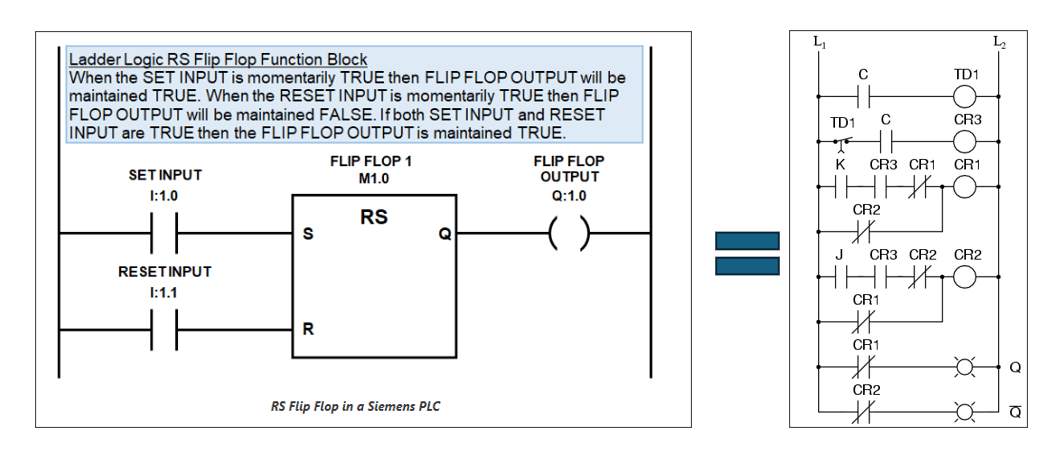 Ladder Logic RS Flip Flop Function Block
When the SET INPUT is momentarily TRUE then FLIP FLOP OUTPUT will be
maintained TRUE. When the RESET INPUT is momentarily TRUE then FLIP
FLOP OUTPUT will be maintained FALSE. If both SET INPUT and RESET
INPUT are TRUE then the FLIP FLOP OUTPUT is maintained TRUE.
SET INPUT
I:1.0
FLIP FLOP 1
M1.0
FLIP FLOP
OUTPUT
Q:1.0
RS
S
Q
RESET INPUT
I:1.1
R
RS Flip Flop in a Siemens PLC
L1 L2
C TD1
TD1 C CR3
K CR3 CR1 CR1
CR2
J CR3 CR2 CR2
CR1
CR1
Q
CR2
Q̅